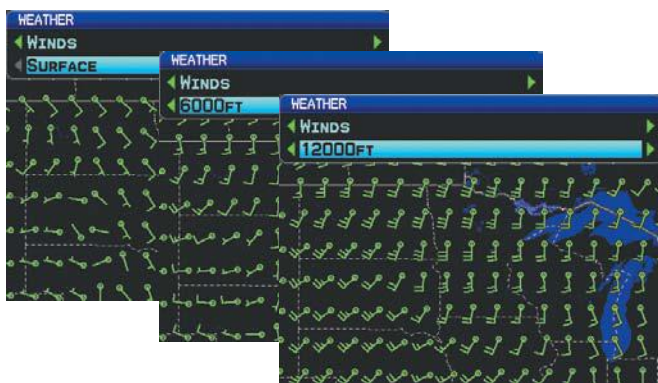 WEATHER
WINDS
SURFACE
WEATHER
WINDS
6000FT
WEATHER
WINDS
12000FT